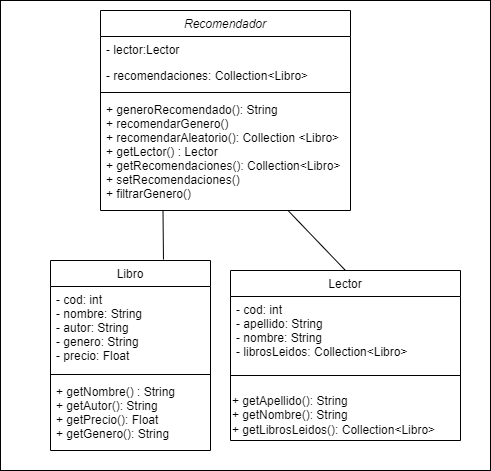 Recomendador
- lector:Lector
- recomendaciones: Collection<Libro>
+ generoRecomendado(): String
+ recomendarGenero()
+ recomendarAleatorio(): Collection <Libro>
+ getLector() : Lector
+ getRecomendaciones(): Collection<Libro>
+ setRecomendaciones()
+ filtrarGenero()
Libro
- cod: int
- nombre: String
- autor: String
- genero: String
- precio: Float
+ getNombre() : String
+ getAutor(): String
+ getPrecio(): Float
+ getGenero(): String
Lector
- cod: int
- apellido: String
- nombre: String
- librosLeidos: Collection<Libro>
+ getApellido(): String
+ getNombre(): String
+ getLibrosLeidos(): Collection<Libro>